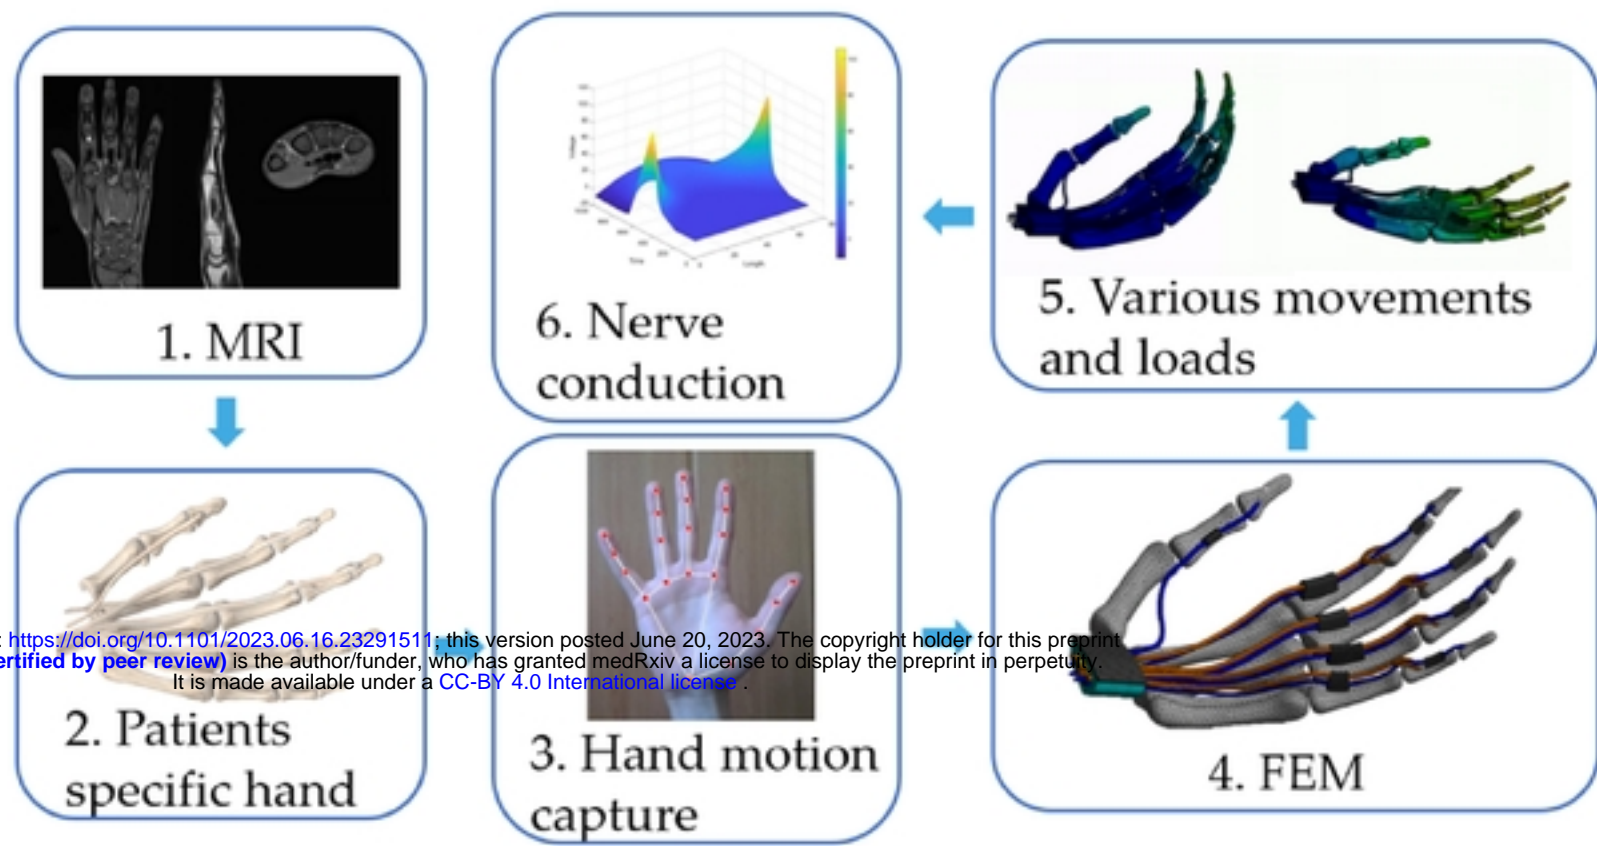 1. MRI
6. Nerve
conduction
5. Various movements
and loads
: https://doi.org/10.1101/2023.06.16.23291511; this version posted June 20, 2023. The copyright holder for this preprint
ertified by peer review) is the author/funder, who has granted medRxiv a license to display the preprint in perpetuity.
It is made available under a CC-BY 4.0 International license .
2. Patients
specific hand
3. Hand motion
capture
4. FEM